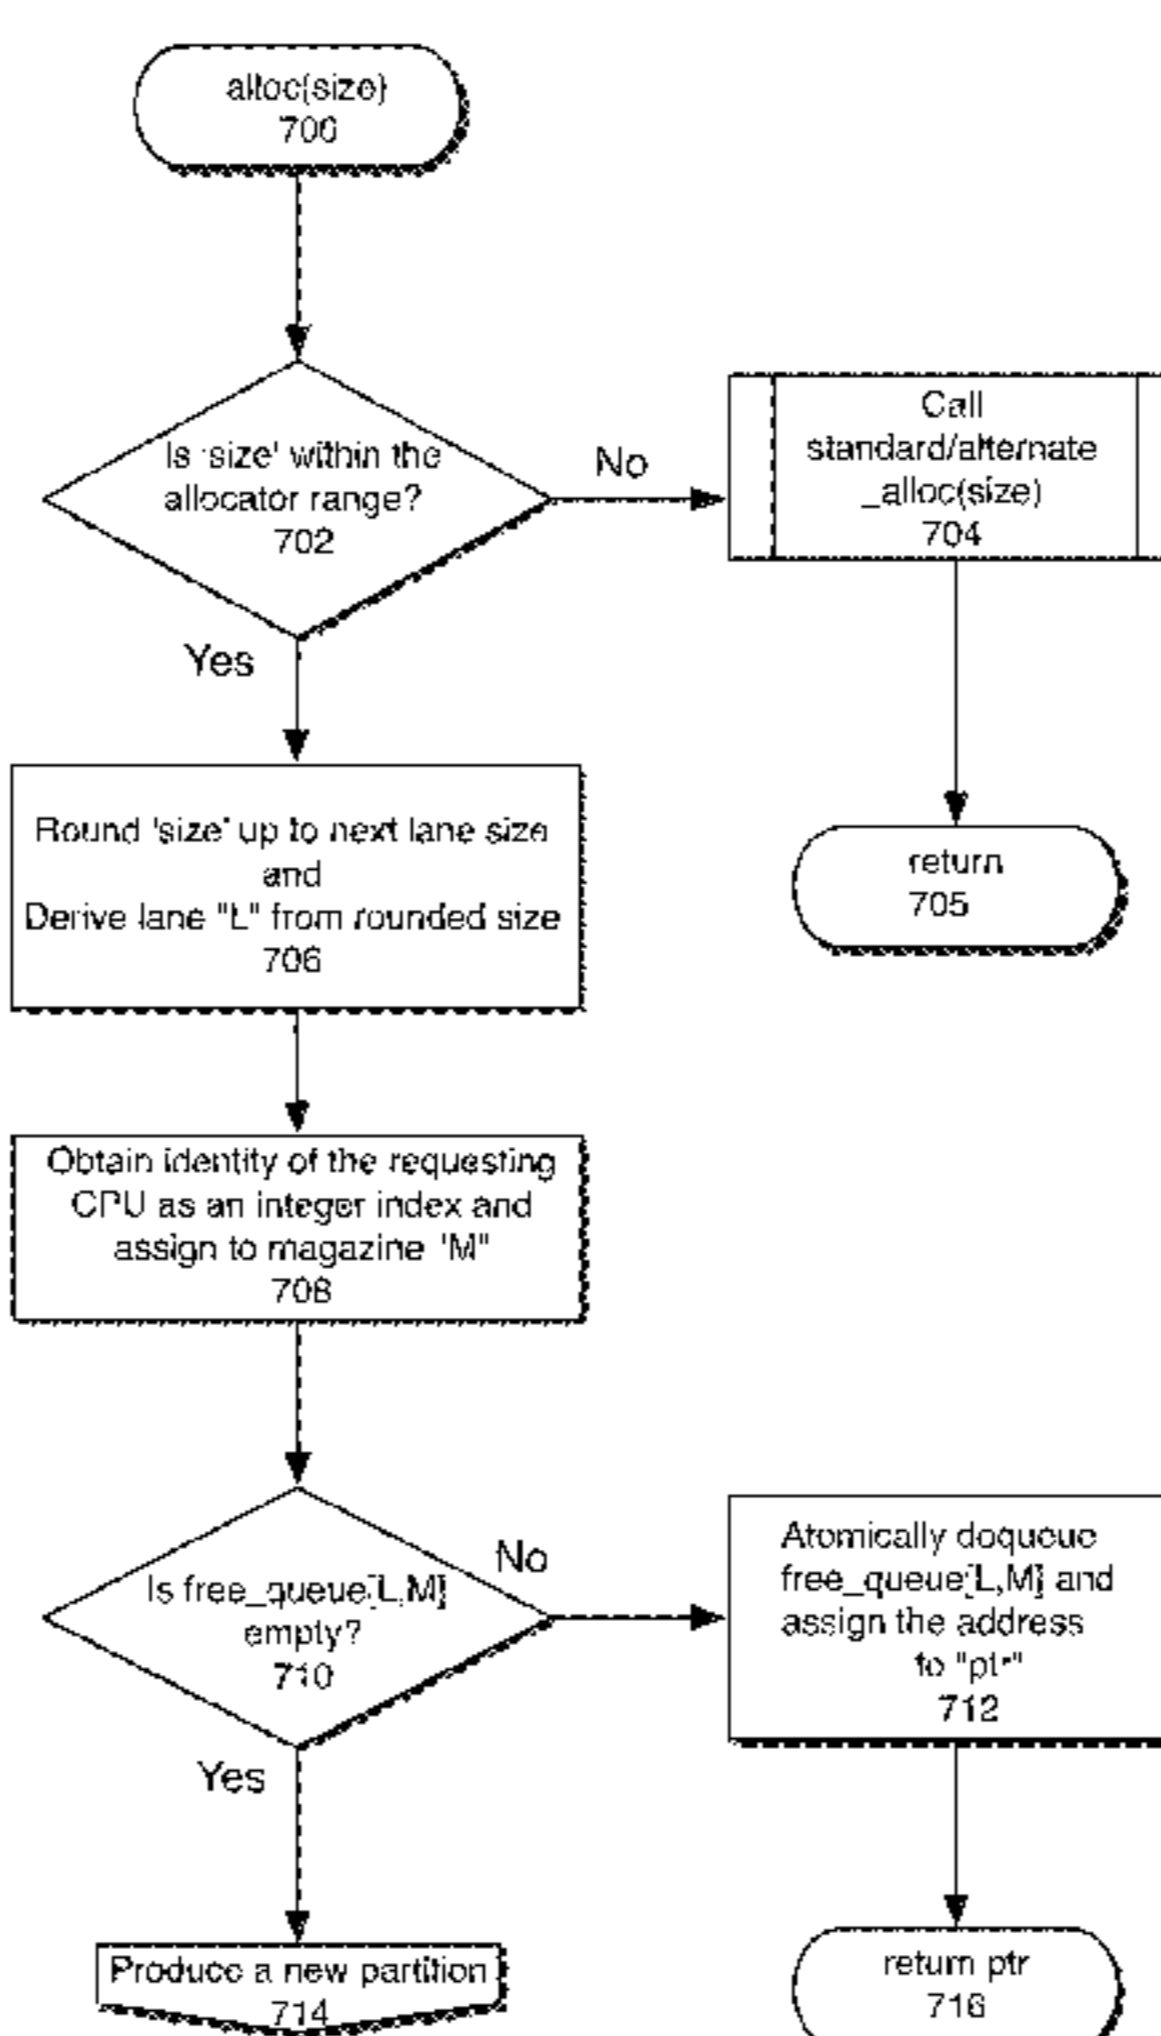 alloc(size)
700
Is 'size' within the
allocator range?
702
No
Call
standard/alternate
_alloc(size)
704
Yes
Round 'size' up to next lane size
and
Derive lane "L" from rounded size
706
return
705
Obtain identity of the requesting
CPU as an integer index and
assign to magazine "M"
708
Is free_queue[L,M]
empty?
710
No
Atomically dequeue
free_queue[L,M] and
assign the address
to "ptr"
712
Yes
Produce a new partition
714
return ptr
716